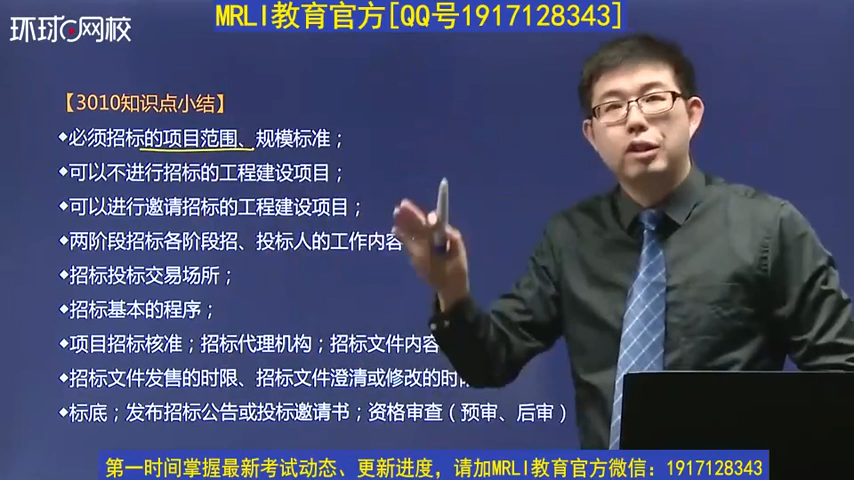 MRLI教育官方[QQ号1917128343]
环球网校
【3010知识点小结】
◆必须招标的项目范围、规模标准；
◆可以不进行招标的工程建设项目；
◆可以进行邀请招标的工程建设项目；
◆两阶段招标各阶段招、投标人的工作内容
◆招标投标交易场所；
◆招标基本的程序；
◆项目招标核准；招标代理机构；招标文件内容
◆招标文件发售的时限、招标文件澄清或修改的时限
◆标底；发布招标公告或投标邀请书；资格审查（预审、后审）
第一时间掌握最新考试动态、更新进度，请加MRLI教育官方微信：1917128343